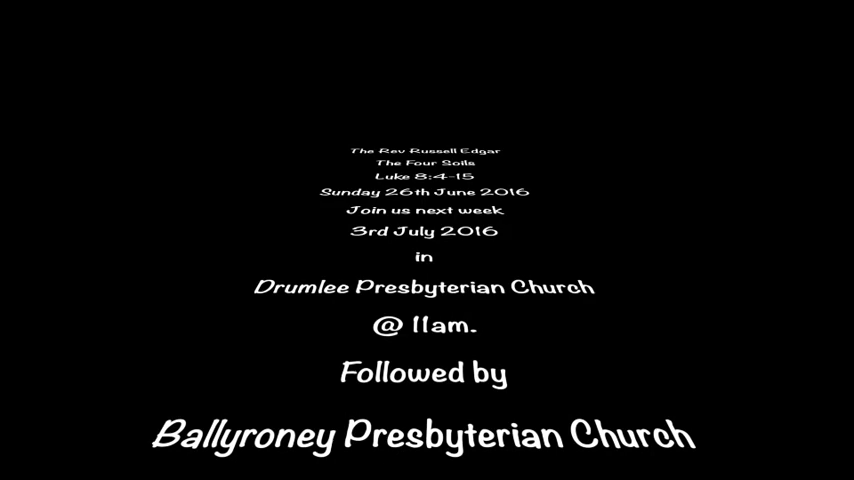 The Rev Russell Edgar
The Four Soils
Luke 8:4-15
Sunday 26th June 2016
Join us next week
3rd July 2016
in
Drumlee Presbyterian Church
@ 11am.
Followed by
Ballyroney Presbyterian Church